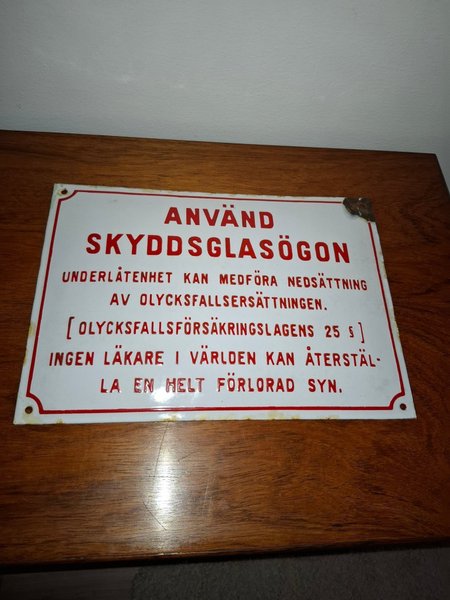 ANVÄND
SKYDDSGLASÖGON
UNDERLÅTENHET KAN MEDFÖRA NEDSÄTTNING
AV OLYCKSFALLSERSÄTTNINGEN.
[OLYCKSFALLSFÖRSÄKRINGSLAGENS 25 §]
INGEN LÄKARE I VÄRLDEN KAN ÅTERSTÄL-
LA EN HELT FÖRLORAD SYN.